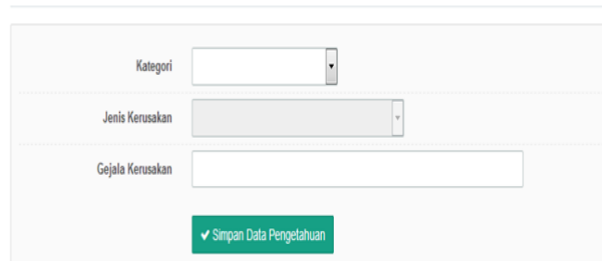 Kategori
Jenis Kerusakan
Gejala Kerusakan
✔ Simpan Data Pengetahuan